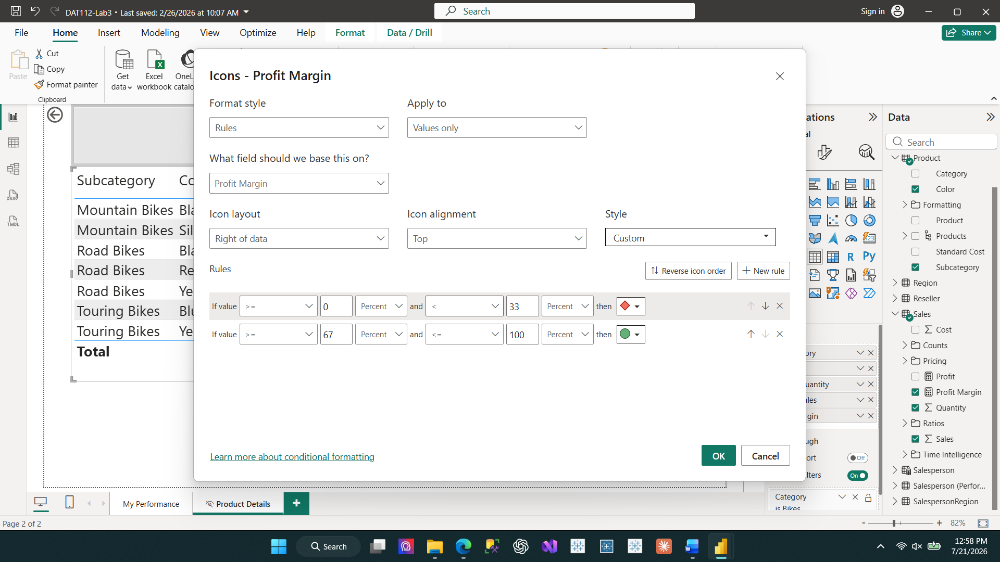 DAT112-Lab3 • Last saved: 2/26/2026 at 10:07 AM
Search
Sign in
File
Home
Insert
Modeling
View
Optimize
Help
Format
Data / Drill
Share
Paste
Cut
Copy
Format painter
Clipboard
Get data
Excel workbook
OneL
catalo
Icons - Profit Margin
Format style
Rules
Apply to
Values only
What field should we base this on?
Profit Margin
Icon layout
Right of data
Icon alignment
Top
Style
Custom
Rules
Reverse icon order
New rule
If value >= 0 Percent and < 33 Percent then
If value >= 67 Percent and <= 100 Percent then
Learn more about conditional formatting
OK
Cancel
Subcategory Co
Mountain Bikes Bla
Mountain Bikes Sil
Road Bikes Bla
Road Bikes Re
Road Bikes Ye
Touring Bikes Blu
Touring Bikes Ye
Total
DAX
TMDL
ations
al
123
R
Py
ory
uantity
ales
rgin
ugh
ort
Off
lters
On
Category
is Bikes
Data
Search
Product
Category
Color
Formatting
Product
Products
Standard Cost
Subcategory
Region
Reseller
Sales
Cost
Counts
Pricing
Profit
Profit Margin
Quantity
Ratios
Sales
Time Intelligence
Salesperson
Salesperson (Perfor...
SalespersonRegion
My Performance
Product Details
Page 2 of 2
- + 82%
Search
12:58 PM
7/21/2026